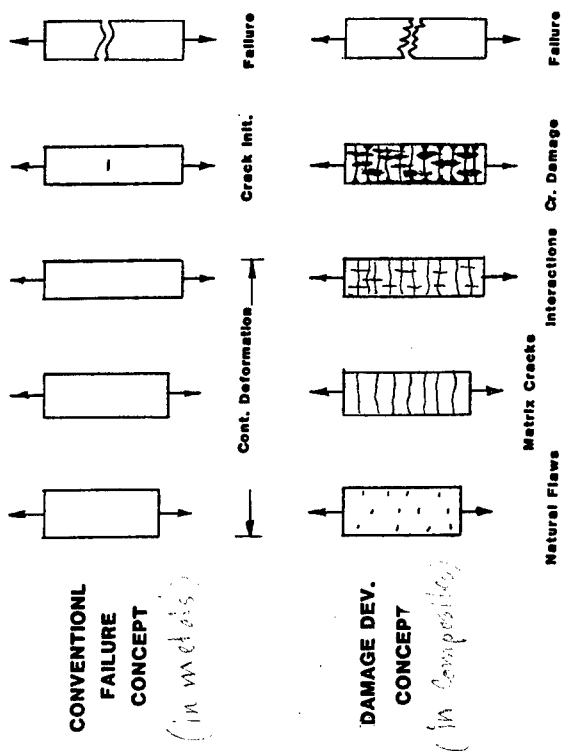 CONVENTIONL
FAILURE
CONCEPT
(in metals)
Cont. Deformation
Crack Init.
Failure
DAMAGE DEV.
CONCEPT
(in composites)
Natural Flaws
Matrix Cracks
Interactions
Cr. Damage
Failure